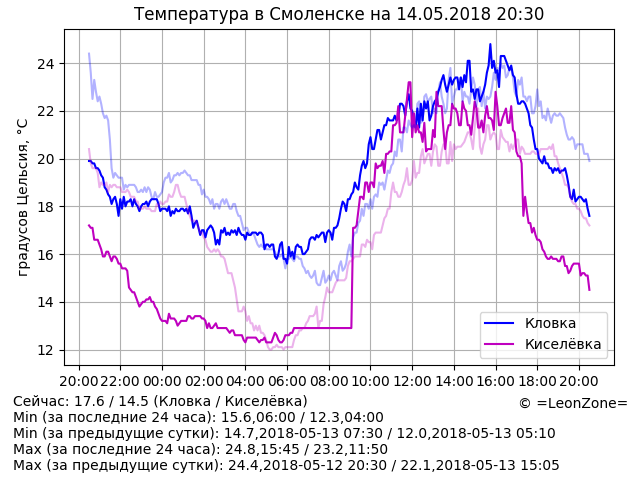 Температура в Смоленске на 14.05.2018 20:30
градусов Цельсия, °C
24
22
20
18
16
14
12
20:00 22:00 00:00 02:00 04:00 06:00 08:00 10:00 12:00 14:00 16:00 18:00 20:00
Кловка
Киселёвка
Сейчас: 17.6 / 14.5 (Кловка / Киселёвка)
© =LeonZone=
Min (за последние 24 часа): 15.6,06:00 / 12.3,04:00
Min (за предыдущие сутки): 14.7,2018-05-13 07:30 / 12.0,2018-05-13 05:10
Max (за последние 24 часа): 24.8,15:45 / 23.2,11:50
Max (за предыдущие сутки): 24.4,2018-05-12 20:30 / 22.1,2018-05-13 15:05